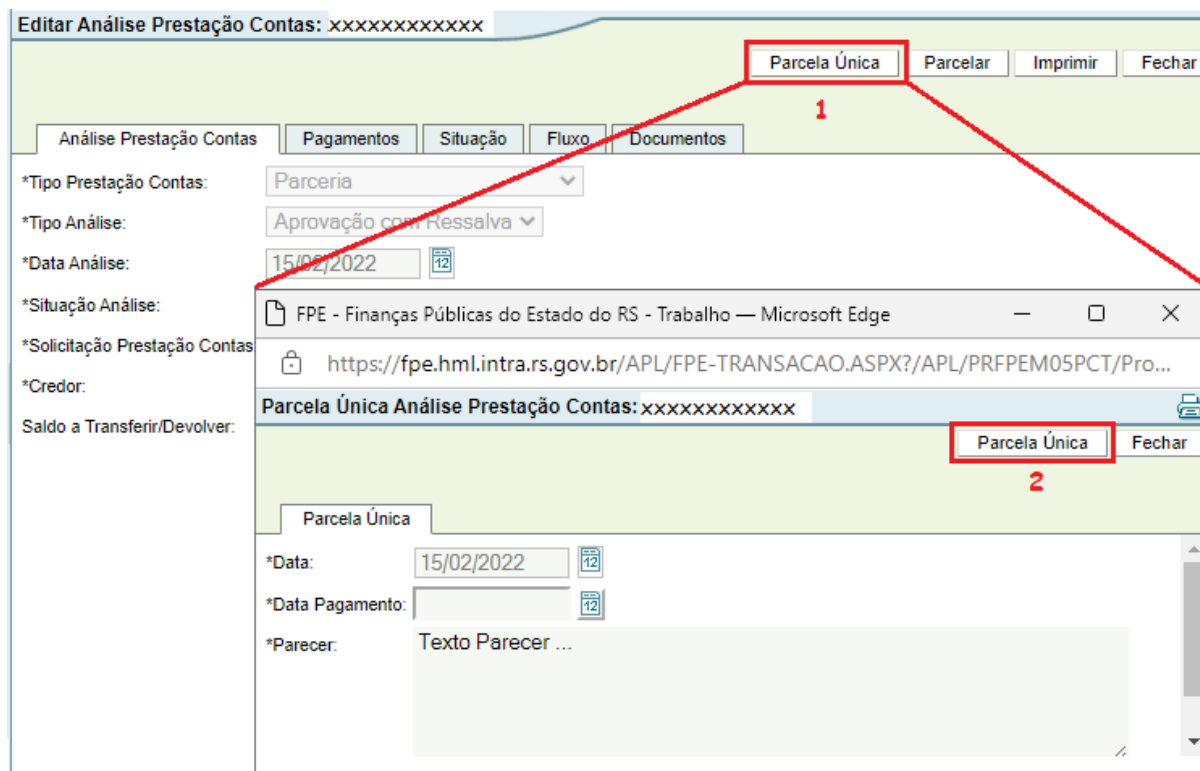 Editar Análise Prestação Contas: xxxxxxxxxxxx
Parcela Única Parcelar Imprimir Fechar
1
Análise Prestação Contas Pagamentos Situação Fluxo Documentos
*Tipo Prestação Contas: Parceria
*Tipo Análise: Aprovação com Ressalva
*Data Análise: 15/02/2022 12
*Situação Análise:
*Solicitação Prestação Contas
*Credor:
Saldo a Transferir/Devolver:
FPE - Finanças Públicas do Estado do RS - Trabalho — Microsoft Edge
https://fpe.hml.intra.rs.gov.br/APL/FPE-TRANSACAO.ASPX?/APL/PRFPEM05PCT/Pro...
Parcela Única Análise Prestação Contas: xxxxxxxxxxxx
Parcela Única Fechar
2
Parcela Única
*Data: 15/02/2022 12
*Data Pagamento: 12
*Parecer: Texto Parecer ...